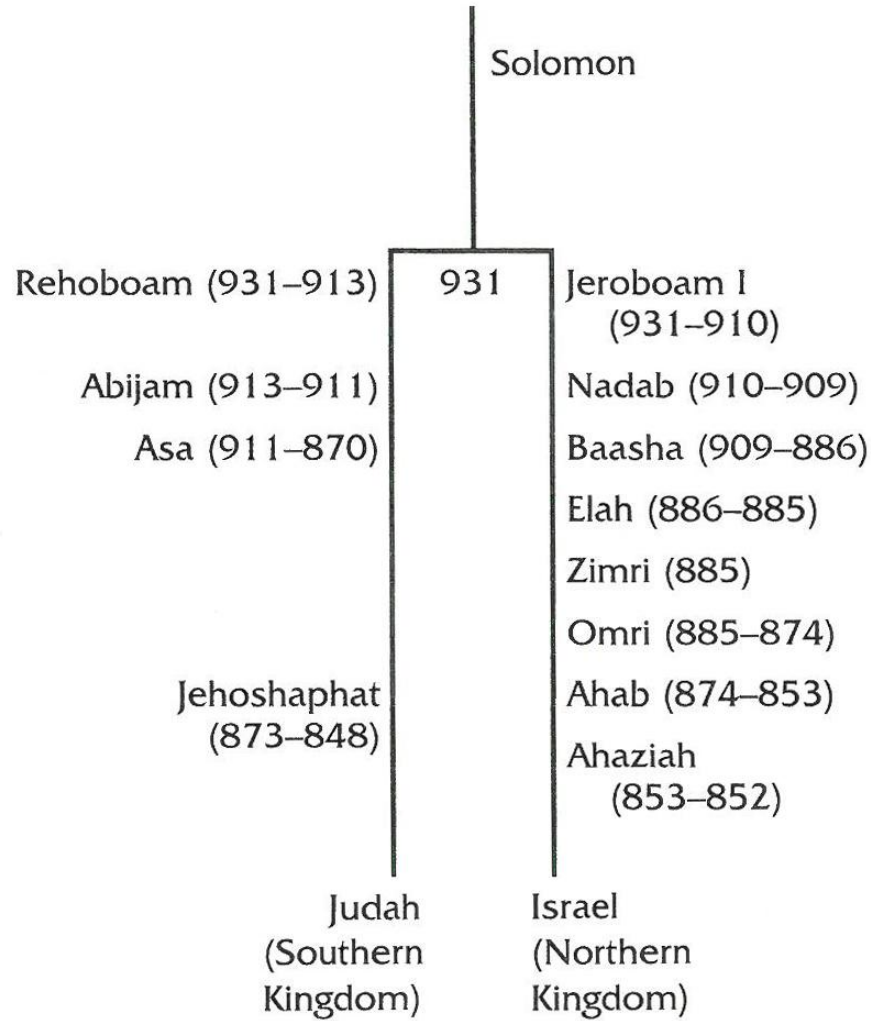 Solomon
Rehoboam (931–913)
931
Jeroboam I
(931–910)
Abijam (913–911)
Nadab (910–909)
Asa (911–870)
Baasha (909–886)
Elah (886–885)
Zimri (885)
Omri (885–874)
Jehoshaphat
(873–848)
Ahab (874–853)
Ahaziah
(853–852)
Judah
(Southern
Kingdom)
Israel
(Northern
Kingdom)